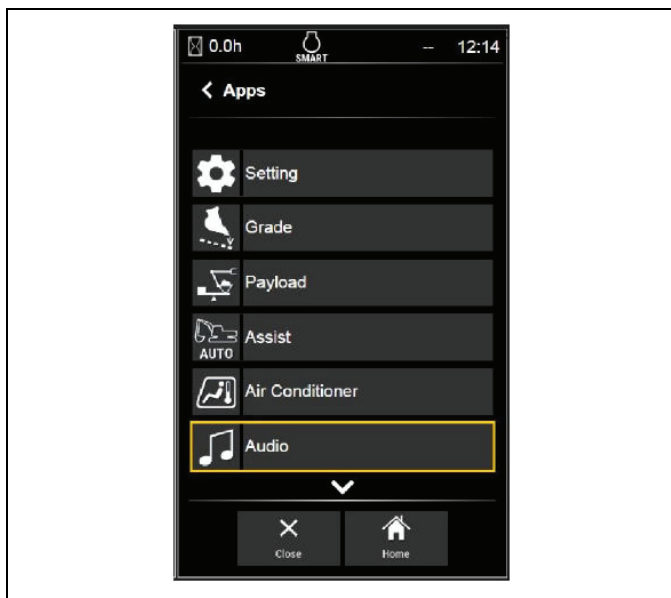 0.0h SMART -- 12:14
Apps
Setting
Grade
Payload
AUTO Assist
Air Conditioner
Audio
Close Home